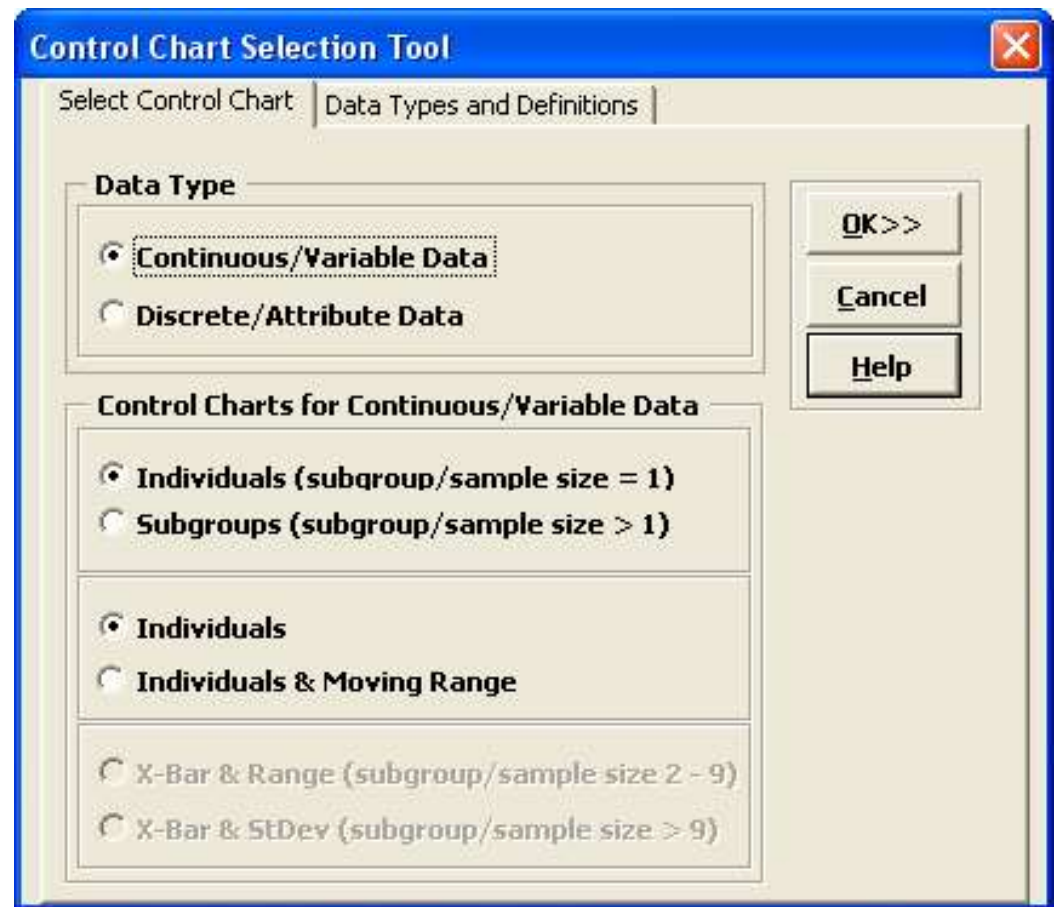 Control Chart Selection Tool
Select Control Chart
Data Types and Definitions
Data Type
Continuous/Variable Data
Discrete/Attribute Data
OK>>
Cancel
Help
Control Charts for Continuous/Variable Data
Individuals (subgroup/sample size = 1)
Subgroups (subgroup/sample size > 1)
Individuals
Individuals & Moving Range
X-Bar & Range (subgroup/sample size 2 - 9)
X-Bar & StDev (subgroup/sample size > 9)